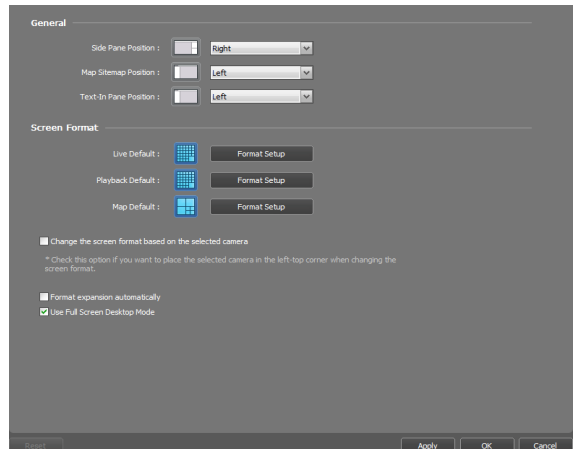 General
Side Pane Position : Right
Map Sitemap Position : Left
Text-In Pane Position : Left
Screen Format
Live Default : Format Setup
Playback Default : Format Setup
Map Default : Format Setup
Change the screen format based on the selected camera
* Check this option if you want to place the selected camera in the left-top corner when changing the
screen format.
Format expansion automatically
Use Full Screen Desktop Mode
Reset Apply OK Cancel